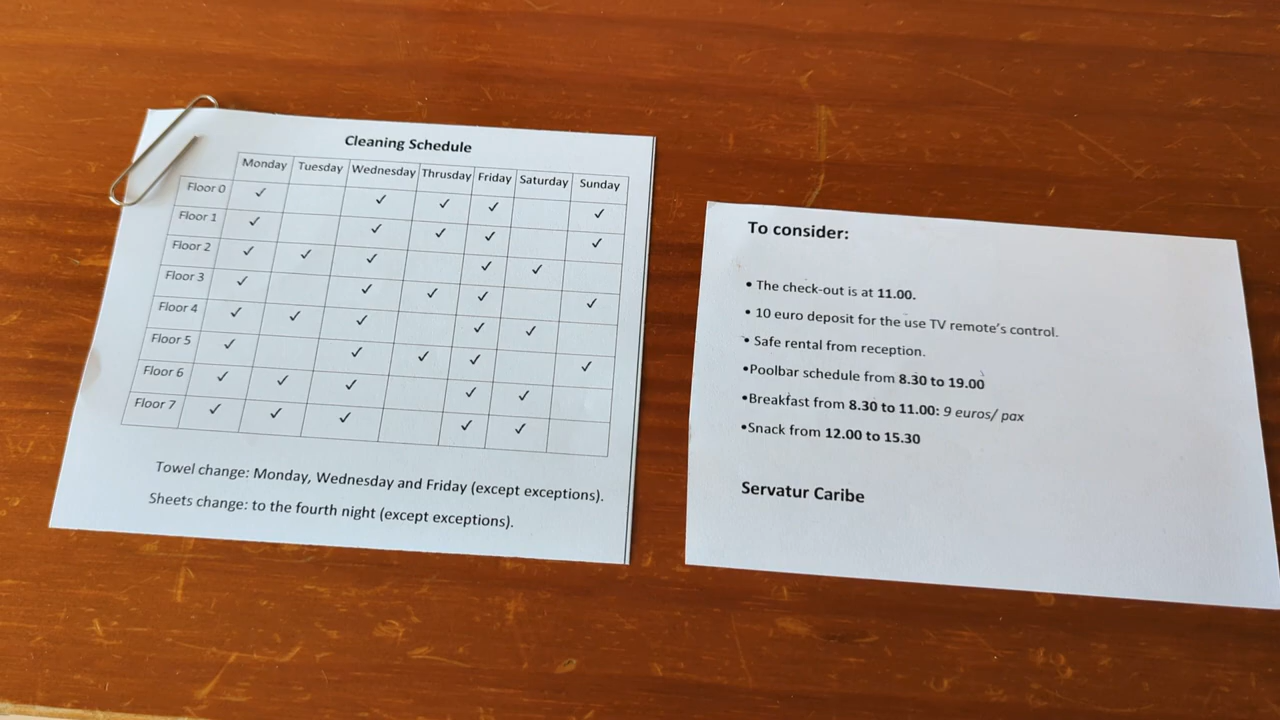 Cleaning Schedule
Monday Tuesday Wednesday Thrusday Friday Saturday Sunday
Floor 0 ✓ ✓ ✓ ✓ ✓
Floor 1 ✓ ✓ ✓ ✓ ✓
Floor 2 ✓ ✓ ✓ ✓ ✓
Floor 3 ✓ ✓ ✓ ✓ ✓
Floor 4 ✓ ✓ ✓ ✓ ✓
Floor 5 ✓ ✓ ✓ ✓ ✓
Floor 6 ✓ ✓ ✓ ✓ ✓
Floor 7 ✓ ✓ ✓ ✓ ✓
Towel change: Monday, Wednesday and Friday (except exceptions).
Sheets change: to the fourth night (except exceptions).
To consider:
• The check-out is at 11.00.
• 10 euro deposit for the use TV remote's control.
• Safe rental from reception.
•Poolbar schedule from 8.30 to 19.00
•Breakfast from 8.30 to 11.00: 9 euros/ pax
•Snack from 12.00 to 15.30
Servatur Caribe